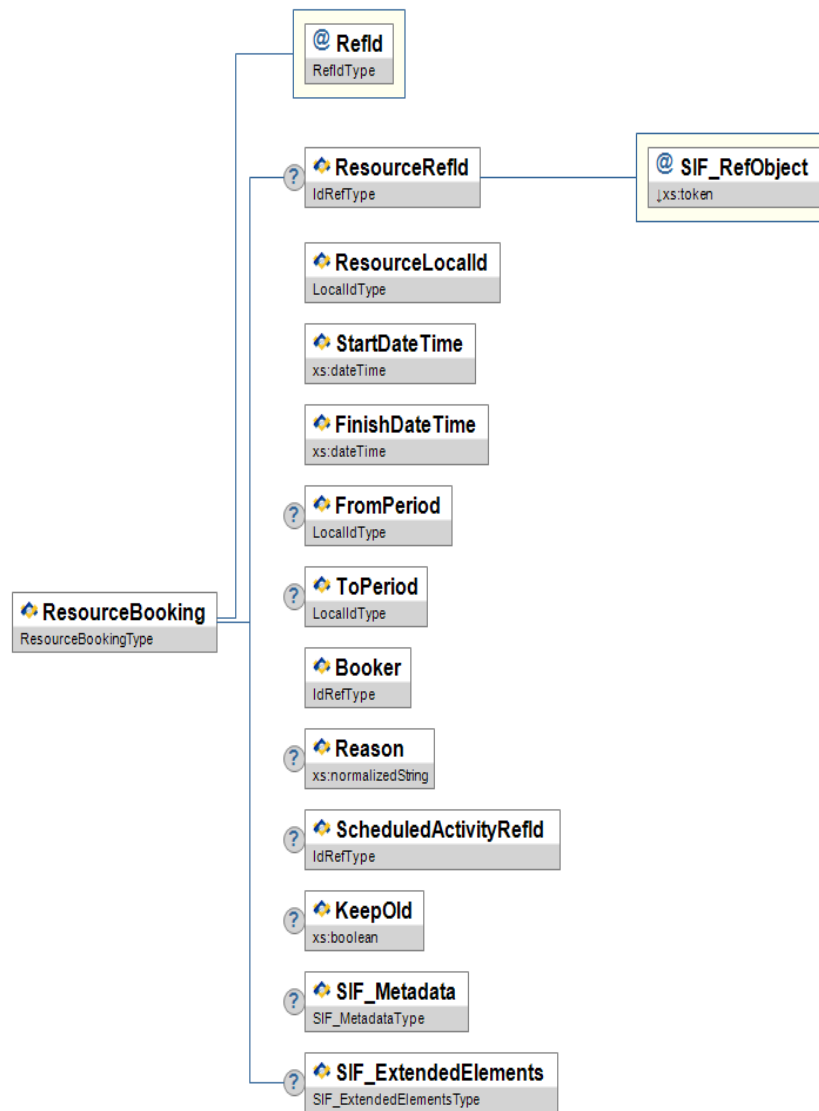 @ RefId
RefIdType
? ResourceRefId
IdRefType
@ SIF_RefObject
↓xs:token
ResourceLocalId
LocalIdType
StartDateTime
xs:dateTime
FinishDateTime
xs:dateTime
? FromPeriod
LocalIdType
? ToPeriod
LocalIdType
ResourceBooking
ResourceBookingType
Booker
IdRefType
? Reason
xs:normalizedString
? ScheduledActivityRefId
IdRefType
? KeepOld
xs:boolean
? SIF_Metadata
SIF_MetadataType
? SIF_ExtendedElements
SIF_ExtendedElementsType